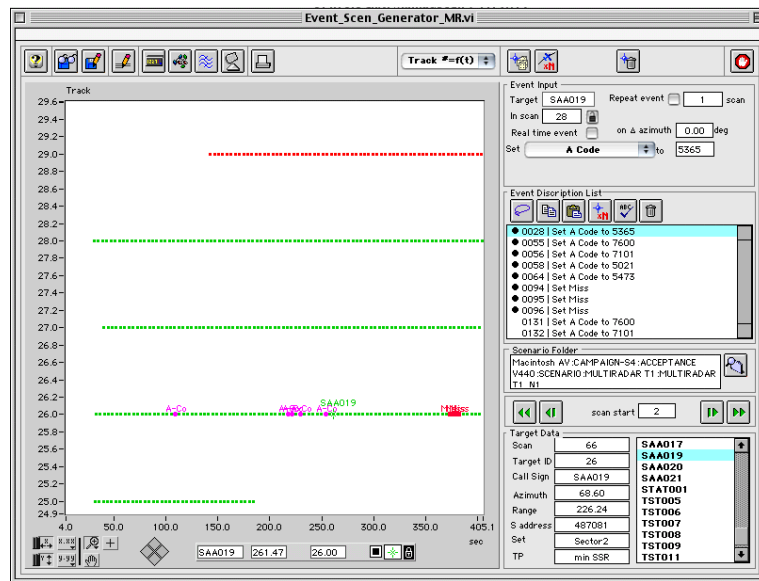 Event_Scen_Generator_MR.vi
Track #=f(t)
Track
29.6
29.4
29.2
29.0
28.8
28.6
28.4
28.2
28.0
27.8
27.6
27.4
27.2
27.0
26.8
26.6
26.4
26.2
26.0
25.8
25.6
25.4
25.2
25.0
24.9
4.0 50.0 100.0 150.0 200.0 250.0 300.0 350.0 405.1
sec
SAA019
A-Co
SAA019 261.47 26.00
Event Input
Target SAA019 Repeat event 1 scan
In scan 28
Real time event on Δ azimuth 0.00 deg
Set A Code to 5365
Event Discription List
0028 | Set A Code to 5365
0055 | Set A Code to 7600
0056 | Set A Code to 7101
0058 | Set A Code to 5021
0064 | Set A Code to 5473
0094 | Set Miss
0095 | Set Miss
0096 | Set Miss
0131 | Set A Code to 7600
0132 | Set A Code to 7101
Scenario Folder
Macintosh AV:CAMPAIGN-S4:ACCEPTANCE
V440:SCENARIO:MULTIRADAR T1:MULTIRADAR
T1_N1
scan start 2
Target Data
Scan 66
Target ID 26
Call Sign SAA019
Azimuth 68.60
Range 226.24
S address 487081
Set Sector2
TP min SSR
SAA017
SAA019
SAA020
SAA021
STAT001
TST005
TST006
TST007
TST008
TST009
TST011